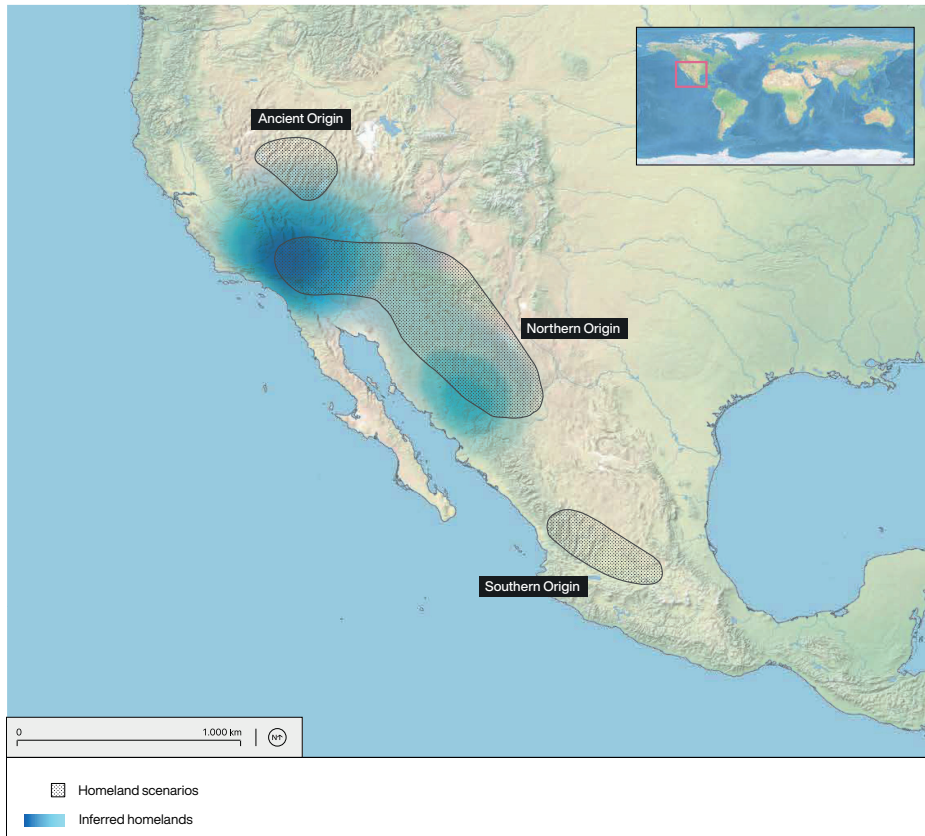 Ancient Origin
Northern Origin
Southern Origin
0
1.000 km
N↑
Homeland scenarios
Inferred homelands